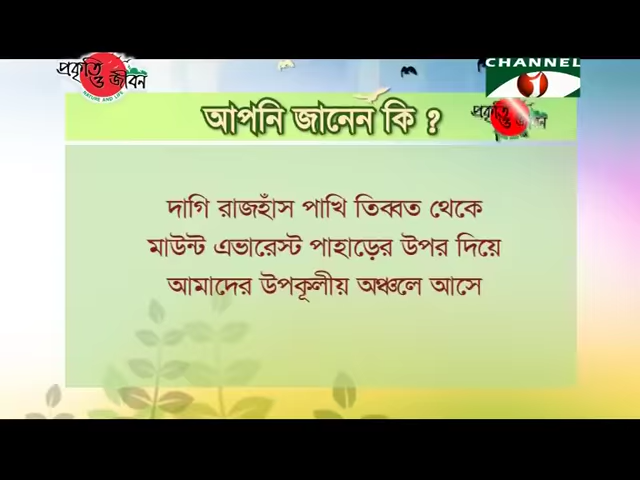 প্রকৃতি ও জীবন
NATURE AND LIFE
CHANNEL
i
আপনি জানেন কি ?
প্রকৃতি ও জীবন
দাগি রাজহাঁস পাখি তিব্বত থেকে
মাউন্ট এভারেস্ট পাহাড়ের উপর দিয়ে
আমাদের উপকূলীয় অঞ্চলে আসে